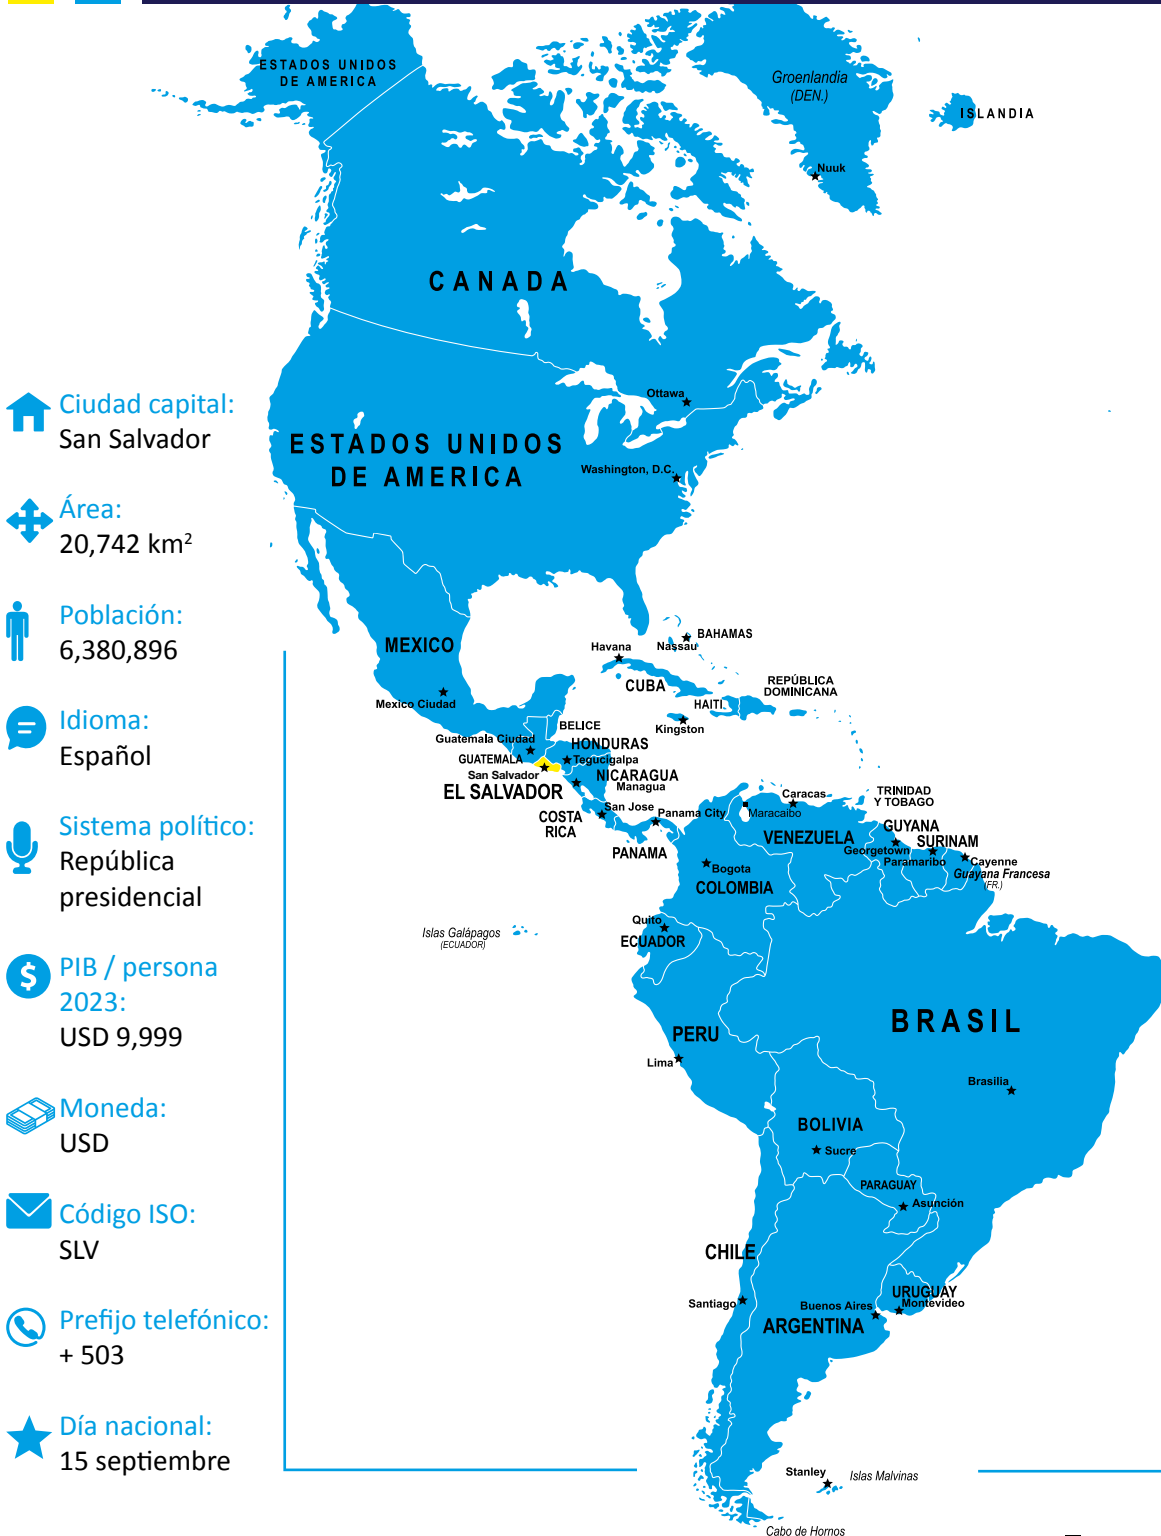 Ciudad capital:
San Salvador
Área:
20,742 km²
Población:
6,380,896
Idioma:
Español
Sistema político:
República
presidencial
PIB / persona
2023:
USD 9,999
Moneda:
USD
Código ISO:
SLV
Prefijo telefónico:
+ 503
Día nacional:
15 septiembre
ESTADOS UNIDOS
DE AMERICA
Groenlandia
(DEN.)
ISLANDIA
Nuuk
CANADA
Ottawa
ESTADOS UNIDOS
DE AMERICA
Washington, D.C.
MEXICO
Mexico Ciudad
BAHAMAS
Nassau
Havana
CUBA
HAITI
REPÚBLICA
DOMINICANA
Kingston
BELICE
Guatemala Ciudad
GUATEMALA
HONDURAS
Tegucigalpa
San Salvador
EL SALVADOR
NICARAGUA
Managua
COSTA
RICA
San Jose
Panama City
PANAMA
Maracaibo
Caracas
VENEZUELA
TRINIDAD
Y TOBAGO
GUYANA
Georgetown
SURINAM
Paramaribo
Cayenne
Guayana Francesa
(FR.)
Bogota
COLOMBIA
Quito
ECUADOR
Islas Galápagos
(ECUADOR)
PERU
Lima
BRASIL
Brasilia
BOLIVIA
Sucre
PARAGUAY
Asunción
CHILE
Santiago
URUGUAY
Montevideo
Buenos Aires
ARGENTINA
Stanley
Islas Malvinas
Cabo de Hornos